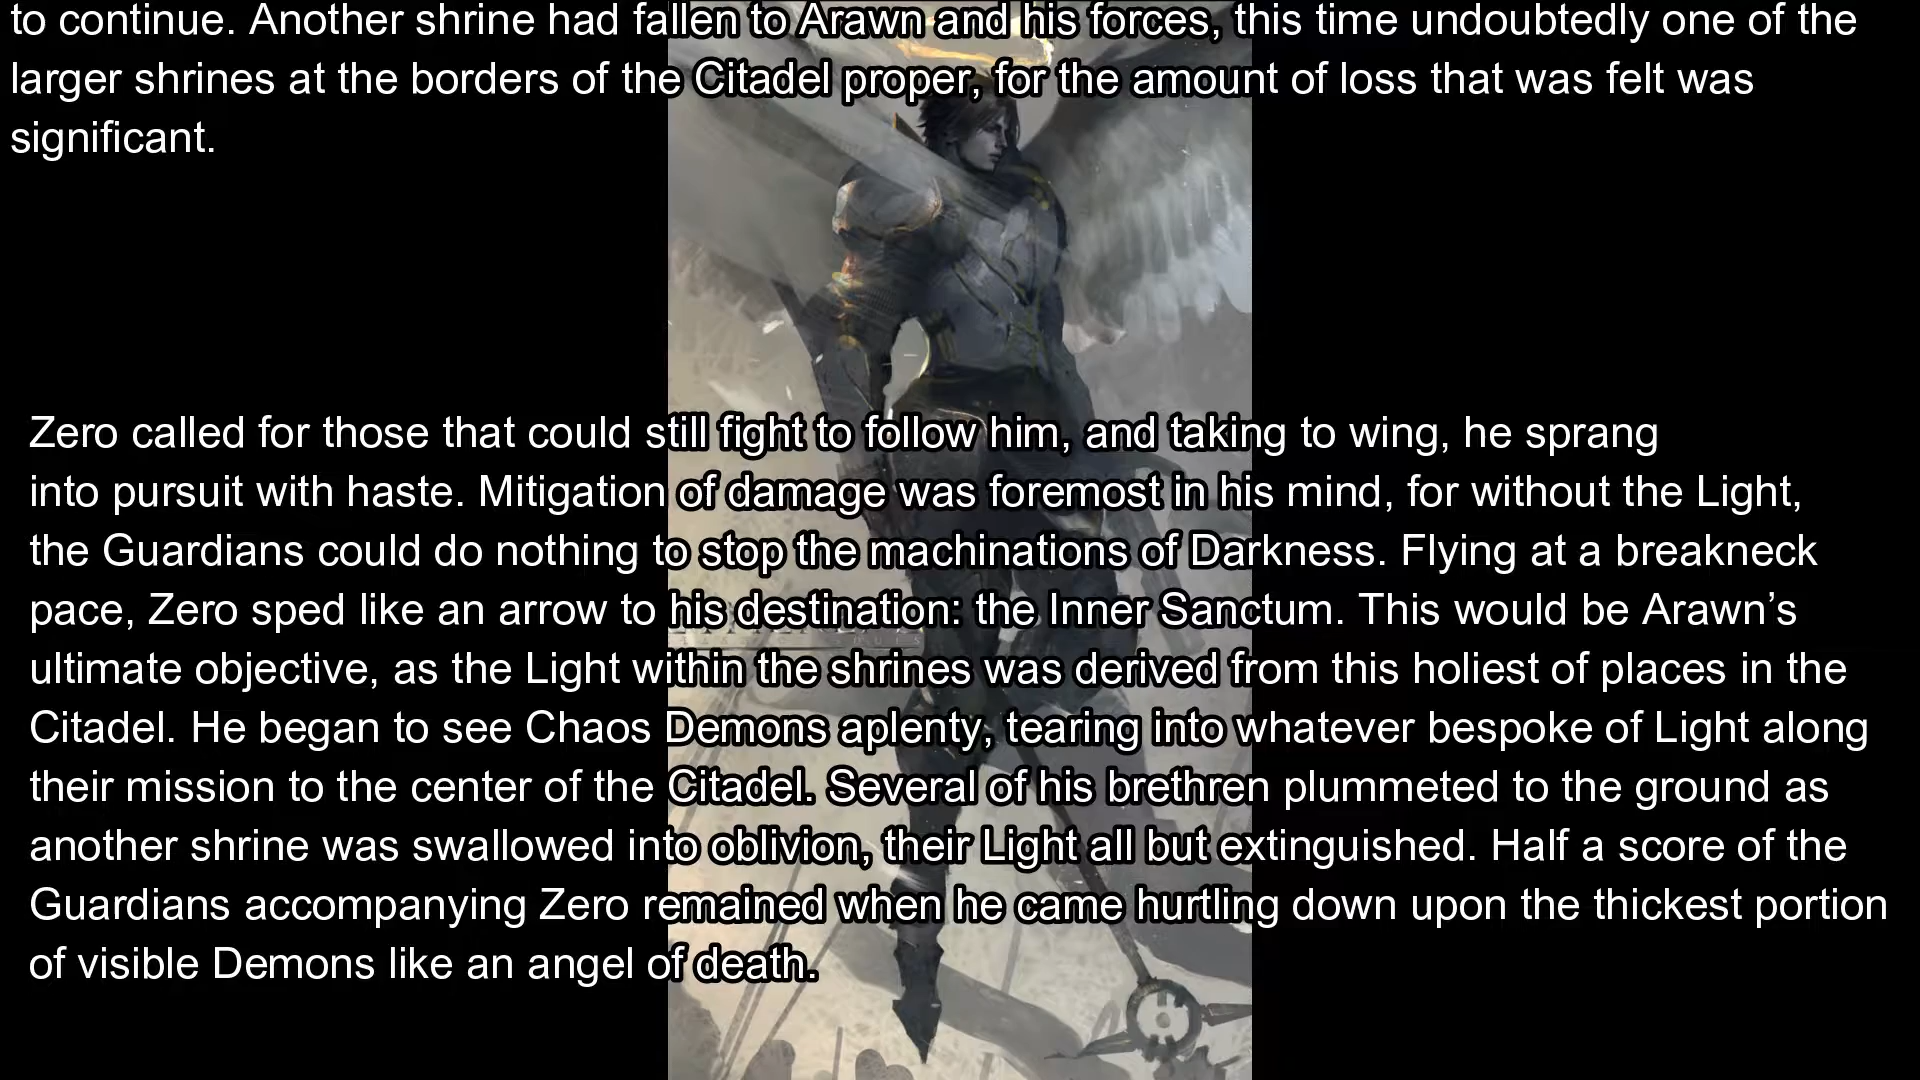 to continue. Another shrine had fallen to Arawn and his forces, this time undoubtedly one of the
larger shrines at the borders of the Citadel proper, for the amount of loss that was felt was
significant.
Zero called for those that could still fight to follow him, and taking to wing, he sprang
into pursuit with haste. Mitigation of damage was foremost in his mind, for without the Light,
the Guardians could do nothing to stop the machinations of Darkness. Flying at a breakneck
pace, Zero sped like an arrow to his destination: the Inner Sanctum. This would be Arawn’s
ultimate objective, as the Light within the shrines was derived from this holiest of places in the
Citadel. He began to see Chaos Demons aplenty, tearing into whatever bespoke of Light along
their mission to the center of the Citadel. Several of his brethren plummeted to the ground as
another shrine was swallowed into oblivion, their Light all but extinguished. Half a score of the
Guardians accompanying Zero remained when he came hurtling down upon the thickest portion
of visible Demons like an angel of death.